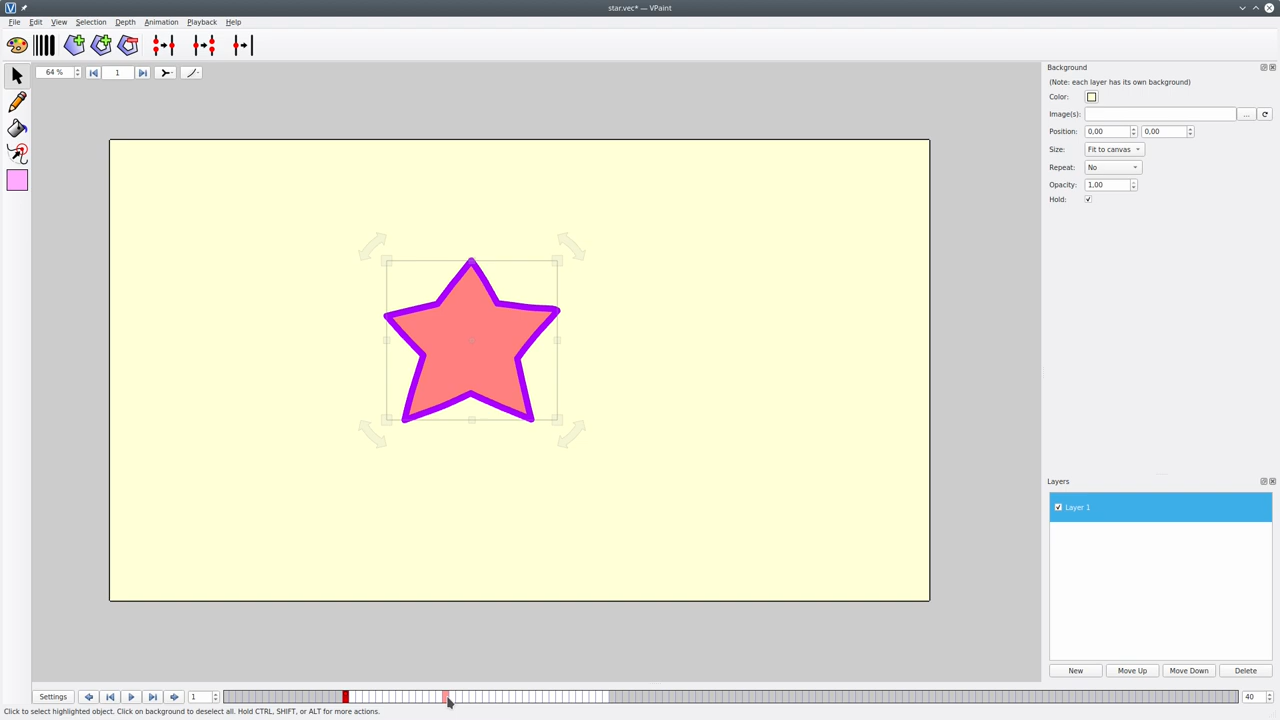 star.vec* — VPaint
File Edit View Selection Depth Animation Playback Help
64 % 1
Background
(Note: each layer has its own background)
Color:
Image(s): ...
Position: 0,00 0,00
Size: Fit to canvas
Repeat: No
Opacity: 1,00
Hold:
Layers
Layer 1
New Move Up Move Down Delete
Settings 1 40
Click to select highlighted object. Click on background to deselect all. Hold CTRL, SHIFT, or ALT for more actions.